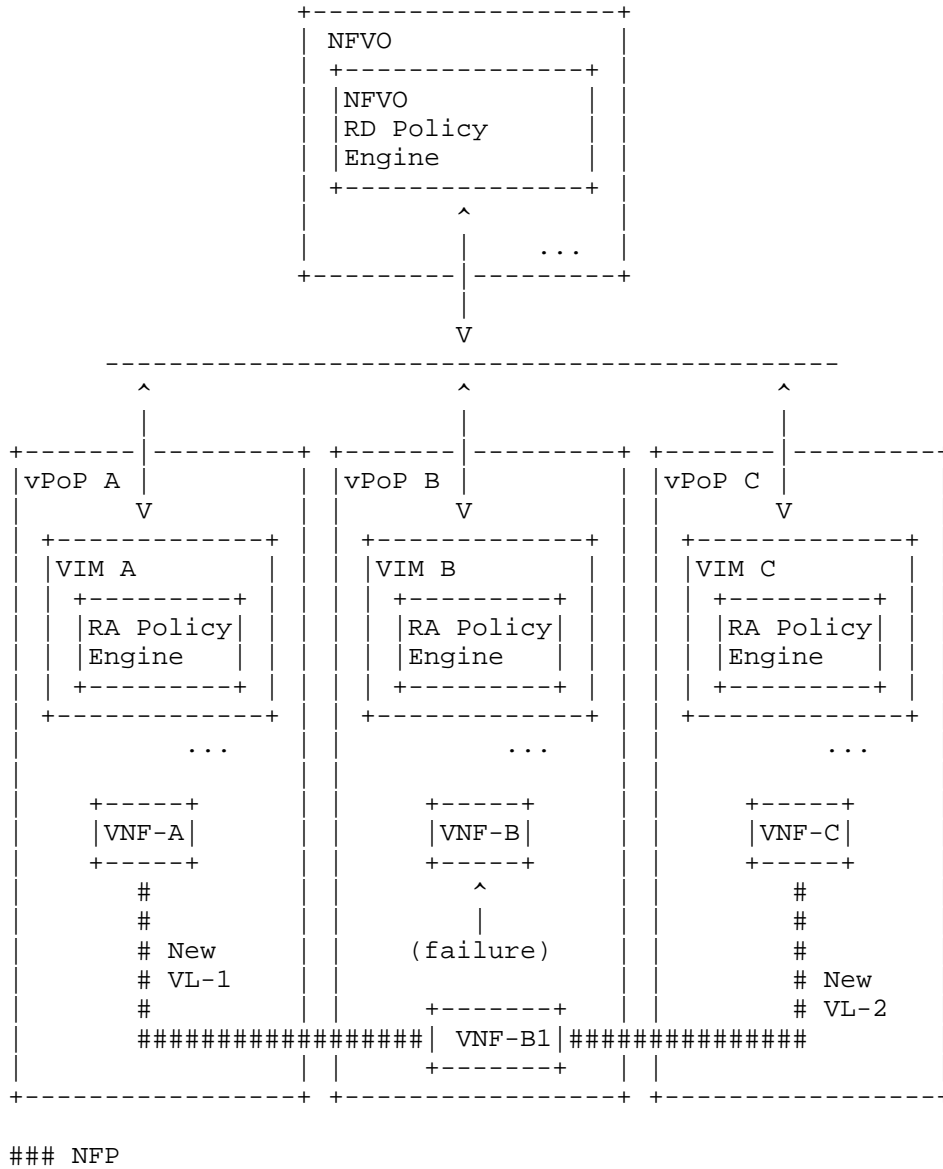 NFVO
NFVO
RD Policy
Engine
...
vPoP A vPoP B vPoP C
VIM A VIM B VIM C
RA Policy RA Policy RA Policy
Engine Engine Engine
... ... ...
VNF-A VNF-B VNF-C
New (failure)
VL-1 New
VL-2
VNF-B1
### NFP